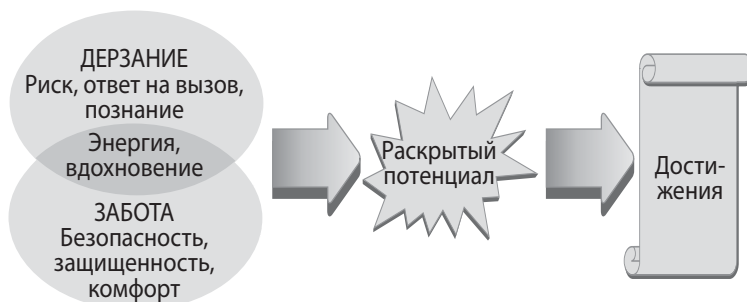 ДЕРЗАНИЕ
Риск, ответ на вызов,
познание
Энергия,
вдохновение
ЗАБОТА
Безопасность,
защищенность,
комфорт
Раскрытый
потенциал
Дости-
жения